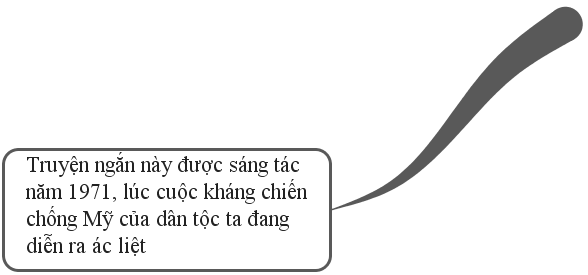 Truyện ngắn này được sáng tác
năm 1971, lúc cuộc kháng chiến
chống Mỹ của dân tộc ta đang
diễn ra ác liệt